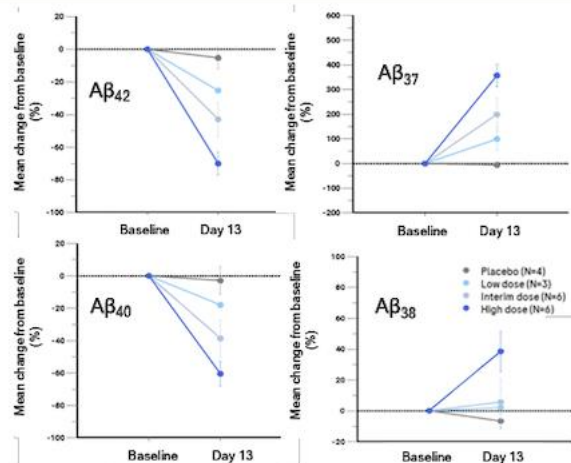 Mean change from baseline
(%)
20
0
-20
-40
-60
-80
-100
Aβ42
Baseline
Day 13
Mean change from baseline
(%)
600
500
400
300
200
100
0
-100
-200
Aβ37
Baseline
Day 13
Mean change from baseline
(%)
20
0
-20
-40
-60
-80
-100
Aβ40
Baseline
Day 13
Mean change from baseline
(%)
100
80
60
40
20
0
-20
Aβ38
Placebo (N=4)
Low dose (N=3)
Interim dose (N=6)
High dose (N=6)
Baseline
Day 13